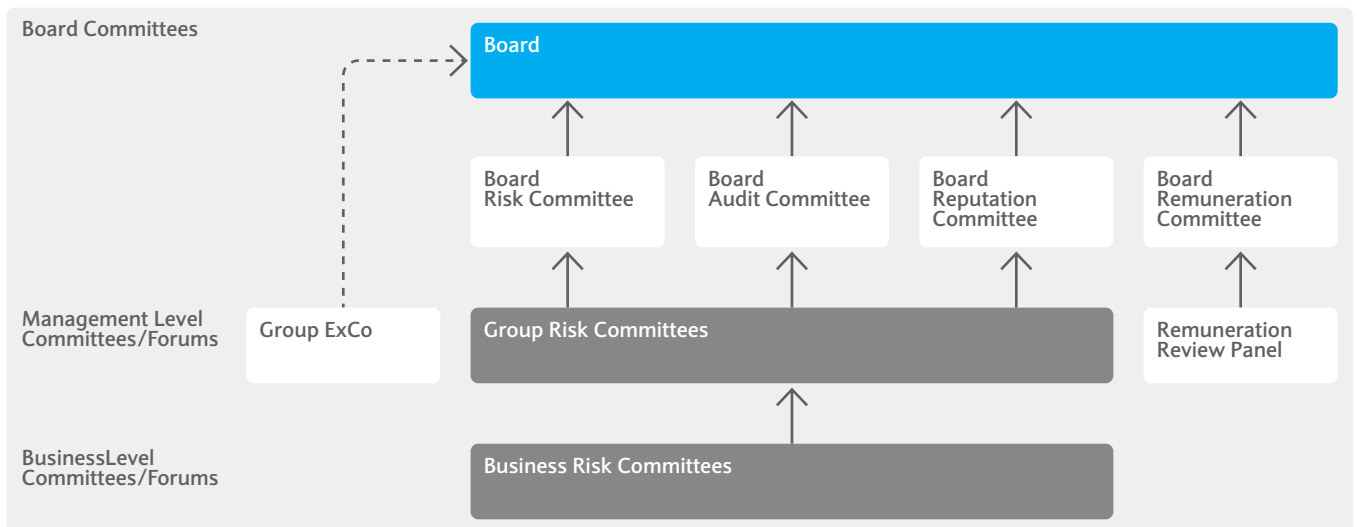 Board Committees
Board
Board
Risk Committee
Board
Audit Committee
Board
Reputation
Committee
Board
Remuneration
Committee
Management Level
Committees/Forums
Group ExCo
Group Risk Committees
Remuneration
Review Panel
BusinessLevel
Committees/Forums
Business Risk Committees